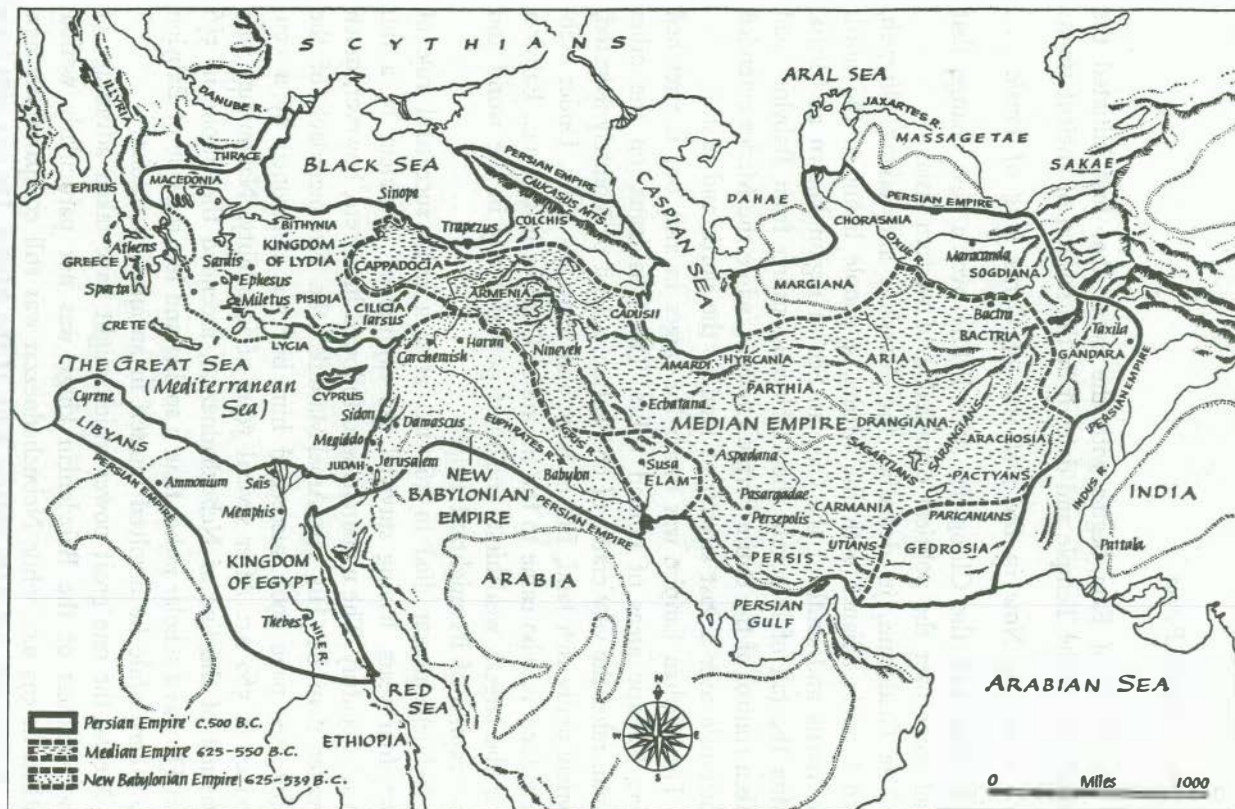 SCYTHIANS
ARAL SEA
ILLYRIA
DANUBE R.
JAXARTES R.
MASSAGETAE
THRACE
BLACK SEA
PERSIAN EMPIRE
SAKAE
EPIRUS
MACEDONIA
Sinope
CAUCASUS MTS.
CASPIAN SEA
DAHAE
PERSIAN EMPIRE
BITHYNIA
Trapezus
COLCHIS
CHORASMIA
Athens
KINGDOM
OF LYDIA
OXUS R.
Maracanda
GREECE
Sardis
CAPPADOCIA
SOGDIANA
Sparta
Ephesus
ARMENIA
MARGIANA
Miletus
PISIDIA
CILICIA
CADUSII
Bactra
Tarsus
BACTRIA
Taxila
CRETE
LYCIA
Carchemish
Haran
Nineveh
AMARDI
HYRCANIA
ARIA
GANDARA
THE GREAT SEA
(Mediterranean
Sea)
PARTHIA
PERSIAN EMPIRE
Cyrene
CYPRUS
Ecbatana
LIBYANS
Sidon
Damascus
EUPHRATES R.
TIGRIS R.
MEDIAN EMPIRE
DRANGIANA
SARANGIANS
ARACHOSIA
Megiddo
SAGARTIANS
JUDAH
Jerusalem
NEW
BABYLONIAN
EMPIRE
Babylon
Susa
ELAM
Aspadana
PACTYANS
PERSIAN EMPIRE
Ammonium
Sais
PERSIAN EMPIRE
INDUS R.
INDIA
Memphis
Pasargadae
CARMANIA
PARICANIANS
Persepolis
KINGDOM
OF EGYPT
ARABIA
PERSIS
UTIANS
GEDROSIA
Pattala
Thebes
NILE R.
PERSIAN
GULF
RED
SEA
ARABIAN SEA
N
W
E
S
Persian Empire c.500 B.C.
ETHIOPIA
Median Empire 625-550 B.C.
New Babylonian Empire 625-539 B.C.
0 Miles 1000